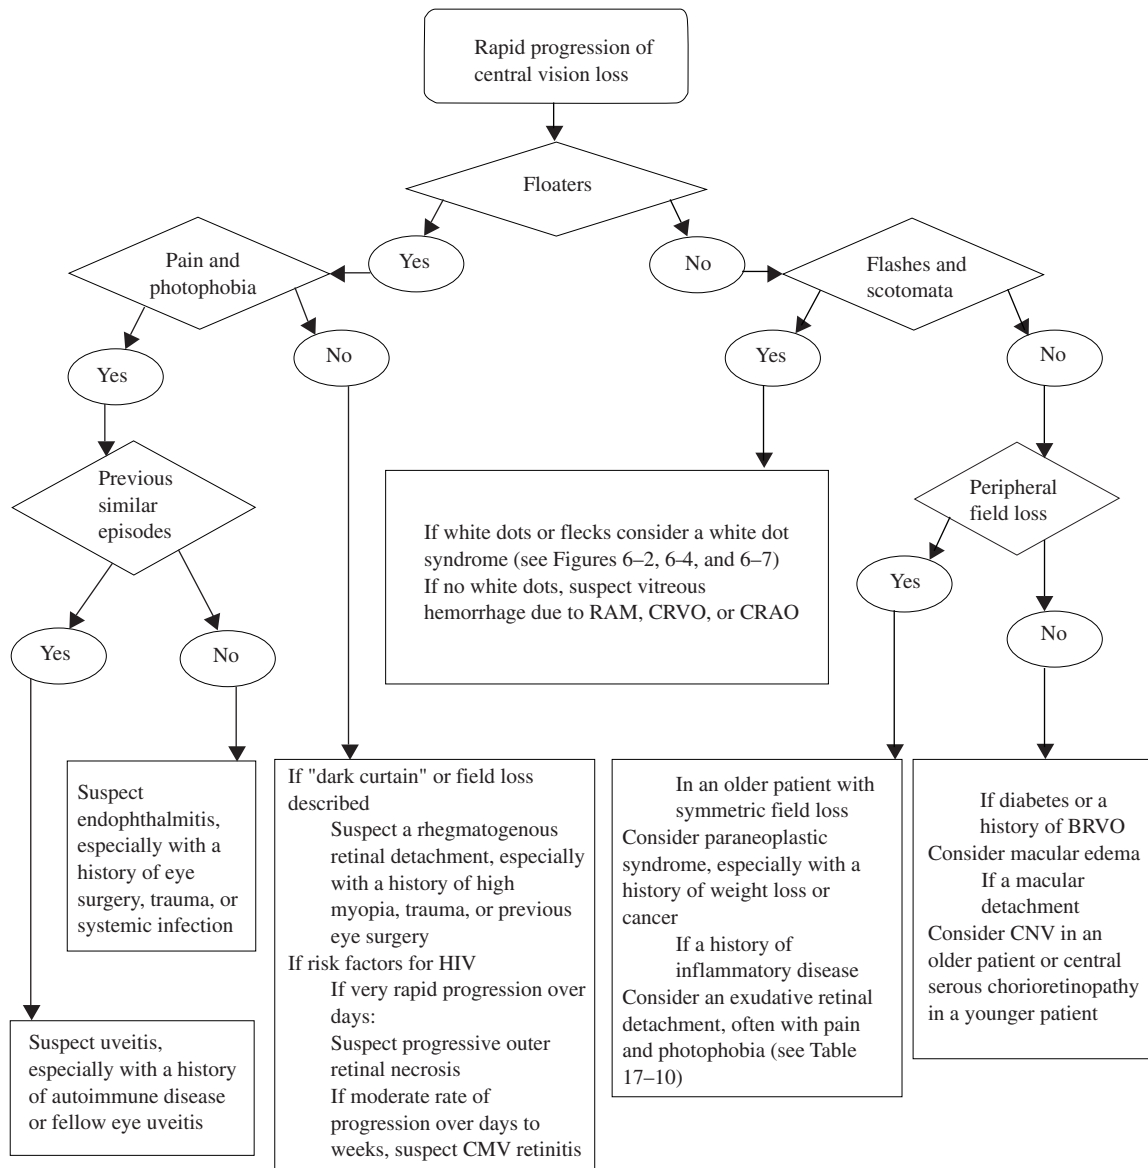 Rapid progression of
central vision loss
Floaters
Yes
No
Pain and
photophobia
Flashes and
scotomata
Yes
No
Yes
No
Previous
similar
episodes
If white dots or flecks consider a white dot
syndrome (see Figures 6–2, 6-4, and 6–7)
If no white dots, suspect vitreous
hemorrhage due to RAM, CRVO, or CRAO
Peripheral
field loss
Yes
No
Yes
No
Suspect
endophthalmitis,
especially with a
history of eye
surgery, trauma, or
systemic infection
Suspect uveitis,
especially with a history
of autoimmune disease
or fellow eye uveitis
If "dark curtain" or field loss
described
Suspect a rhegmatogenous
retinal detachment, especially
with a history of high
myopia, trauma, or previous
eye surgery
If risk factors for HIV
If very rapid progression over
days:
Suspect progressive outer
retinal necrosis
If moderate rate of
progression over days to
weeks, suspect CMV retinitis
In an older patient with
symmetric field loss
Consider paraneoplastic
syndrome, especially with a
history of weight loss or
cancer
If a history of
inflammatory disease
Consider an exudative retinal
detachment, often with pain
and photophobia (see Table
17–10)
If diabetes or a
history of BRVO
Consider macular edema
If a macular
detachment
Consider CNV in an
older patient or central
serous chorioretinopathy
in a younger patient